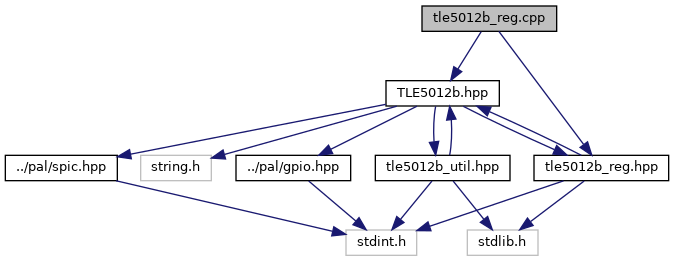 tle5012b_reg.cpp
TLE5012b.hpp
../pal/spic.hpp
string.h
../pal/gpio.hpp
tle5012b_util.hpp
tle5012b_reg.hpp
stdint.h
stdlib.h